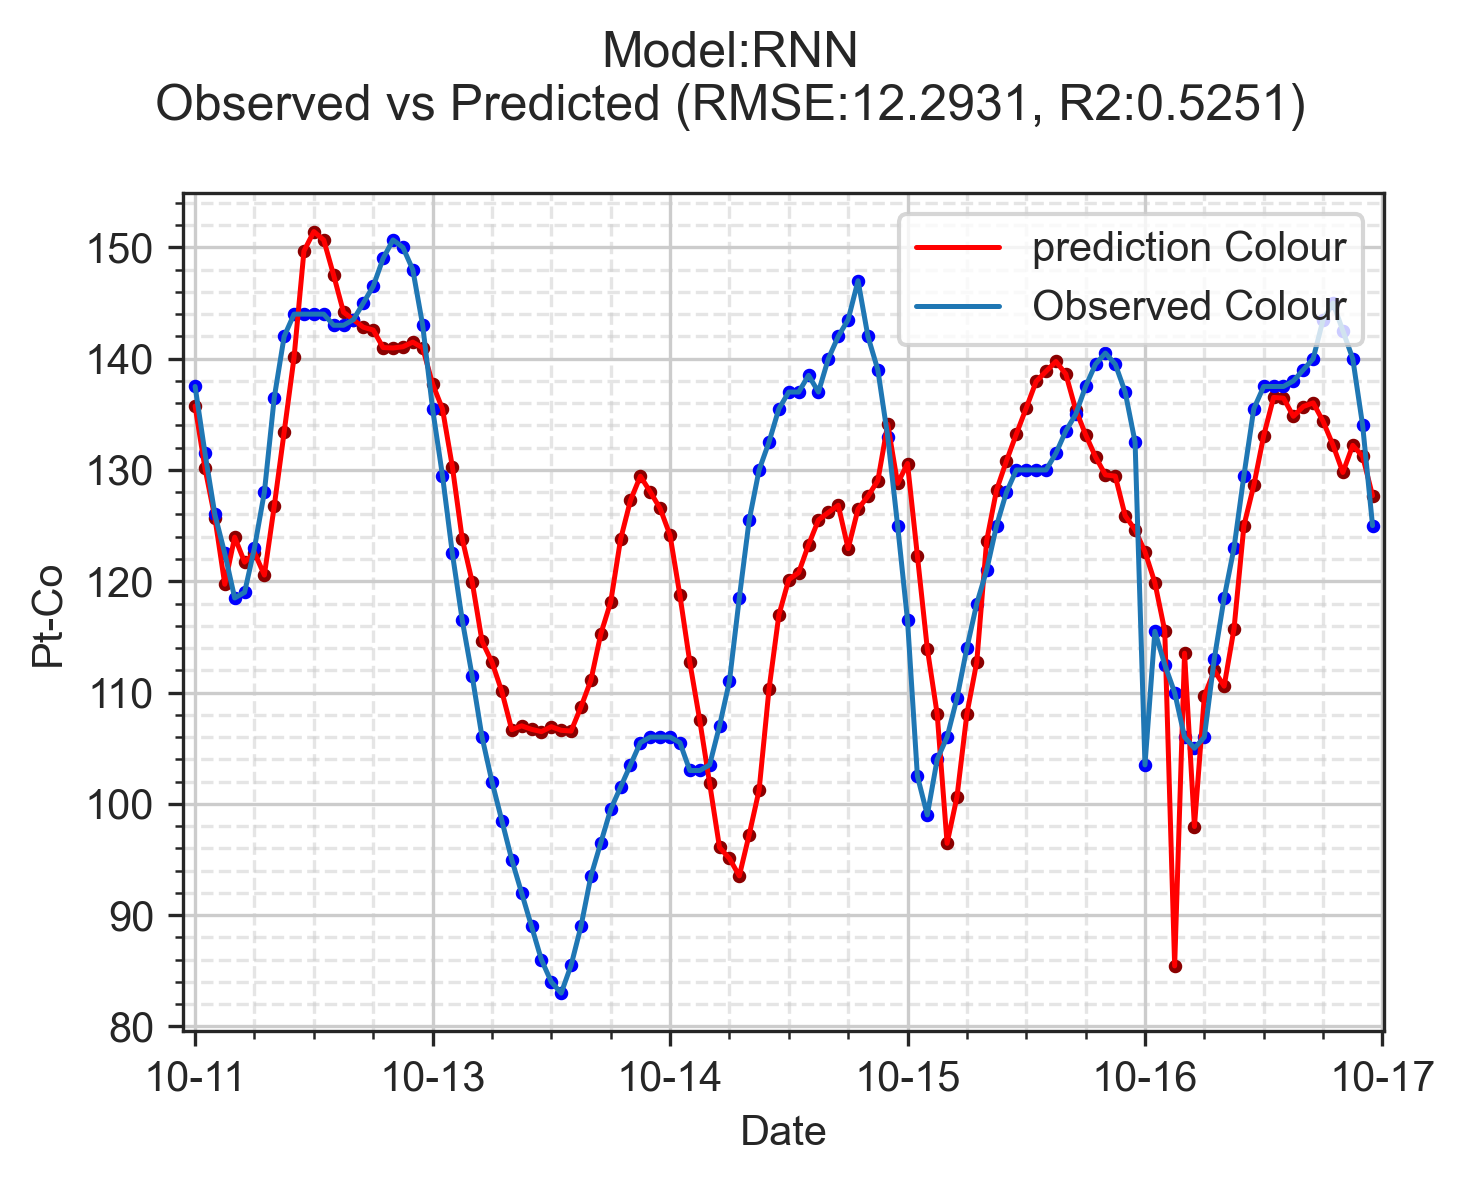 Model:RNN
Observed vs Predicted (RMSE:12.2931, R2:0.5251)
prediction Colour
Observed Colour
150
140
130
120
110
100
90
80
Pt-Co
10-11 10-13 10-14 10-15 10-16 10-17
Date